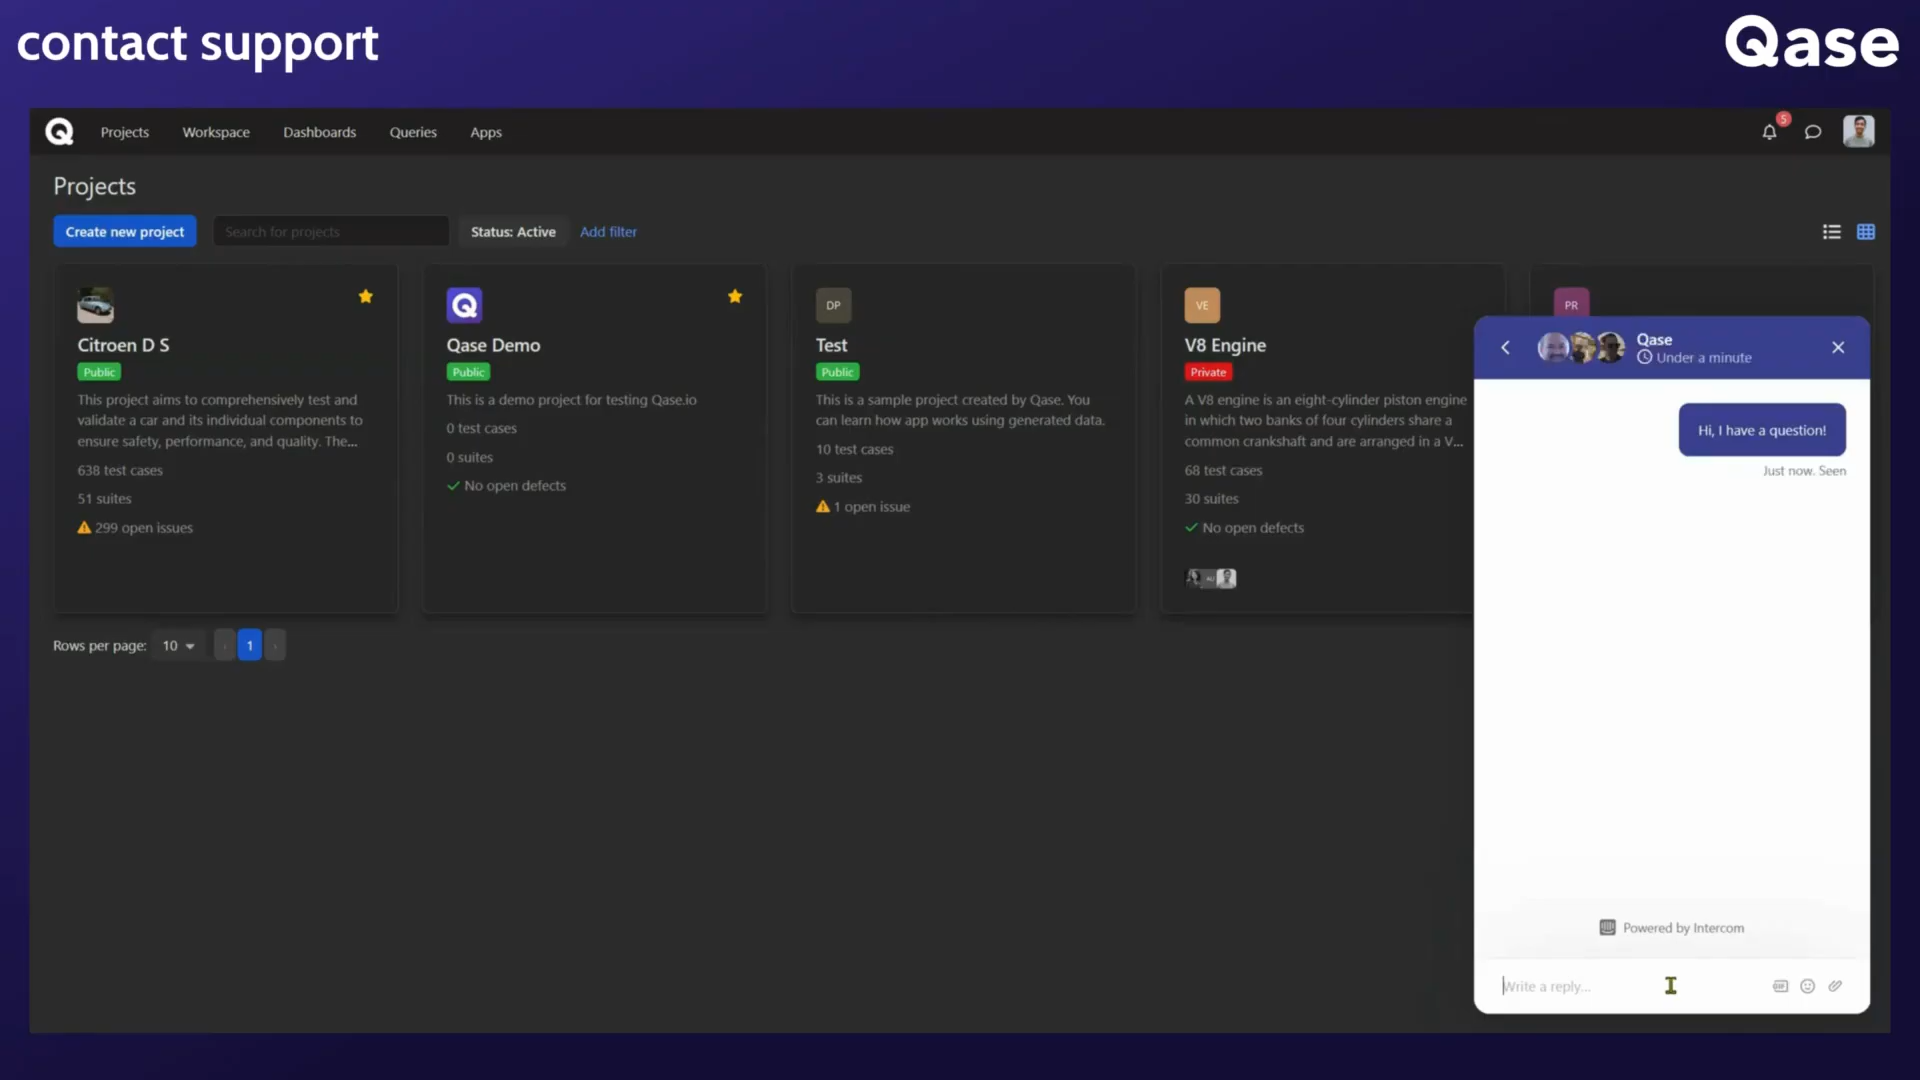 contact support
Qase
Projects
Workspace
Dashboards
Queries
Apps
5
Projects
Create new project
Search for projects
Status: Active
Add filter
Citroen D S
Public
This project aims to comprehensively test and
validate a car and its individual components to
ensure safety, performance, and quality. The...
638 test cases
51 suites
299 open issues
Qase Demo
Public
This is a demo project for testing Qase.io
0 test cases
0 suites
No open defects
DP
Test
Public
This is a sample project created by Qase. You
can learn how app works using generated data.
10 test cases
3 suites
1 open issue
VE
V8 Engine
Private
A V8 engine is an eight-cylinder piston engine
in which two banks of four cylinders share a
common crankshaft and are arranged in a V...
68 test cases
30 suites
No open defects
PR
Qase
Under a minute
Hi, I have a question!
Just now. Seen
Powered by Intercom
Write a reply...
GIF
Rows per page:
10
1